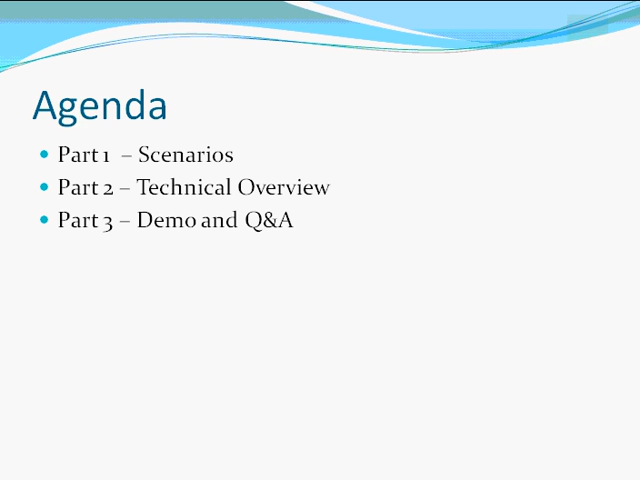 Agenda
• Part 1 – Scenarios
• Part 2 – Technical Overview
• Part 3 – Demo and Q&A